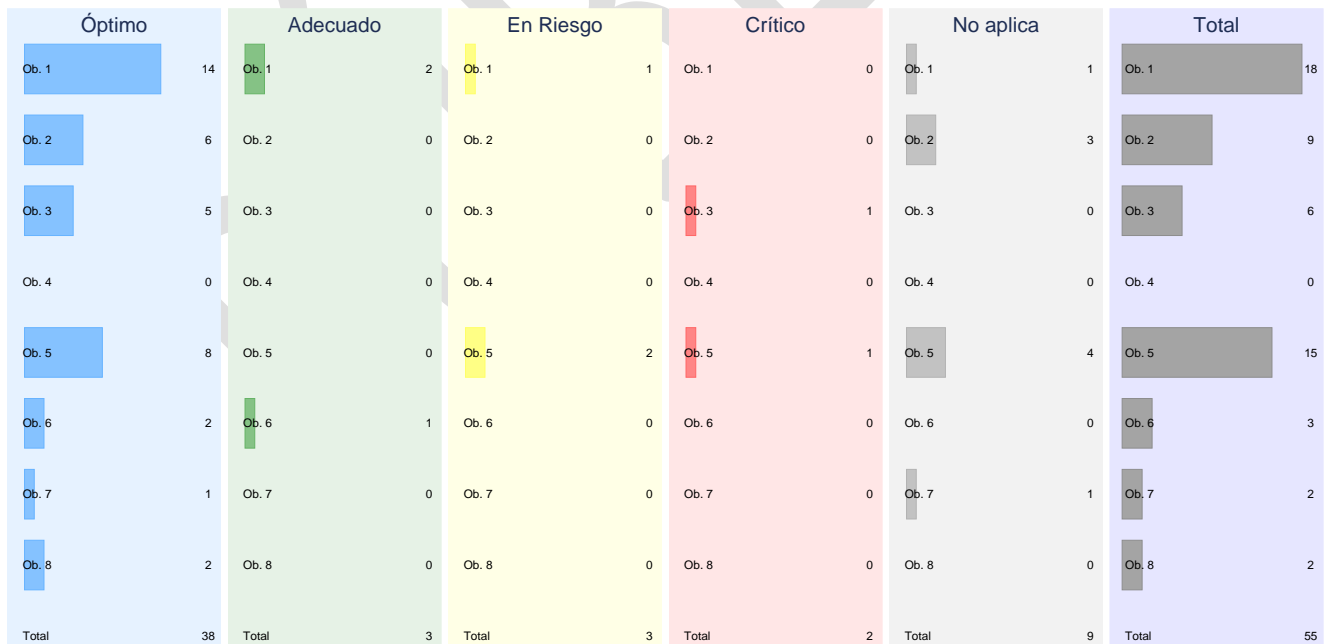 Óptimo Adecuado En Riesgo Crítico No aplica Total
Ob. 1 14 Ob. 1 2 Ob. 1 1 Ob. 1 0 Ob. 1 1 Ob. 1 18
Ob. 2 6 Ob. 2 0 Ob. 2 0 Ob. 2 0 Ob. 2 3 Ob. 2 9
Ob. 3 5 Ob. 3 0 Ob. 3 0 Ob. 3 1 Ob. 3 0 Ob. 3 6
Ob. 4 0 Ob. 4 0 Ob. 4 0 Ob. 4 0 Ob. 4 0 Ob. 4 0
Ob. 5 8 Ob. 5 0 Ob. 5 2 Ob. 5 1 Ob. 5 4 Ob. 5 15
Ob. 6 2 Ob. 6 1 Ob. 6 0 Ob. 6 0 Ob. 6 0 Ob. 6 3
Ob. 7 1 Ob. 7 0 Ob. 7 0 Ob. 7 0 Ob. 7 1 Ob. 7 2
Ob. 8 2 Ob. 8 0 Ob. 8 0 Ob. 8 0 Ob. 8 0 Ob. 8 2
Total 38 Total 3 Total 3 Total 2 Total 9 Total 55